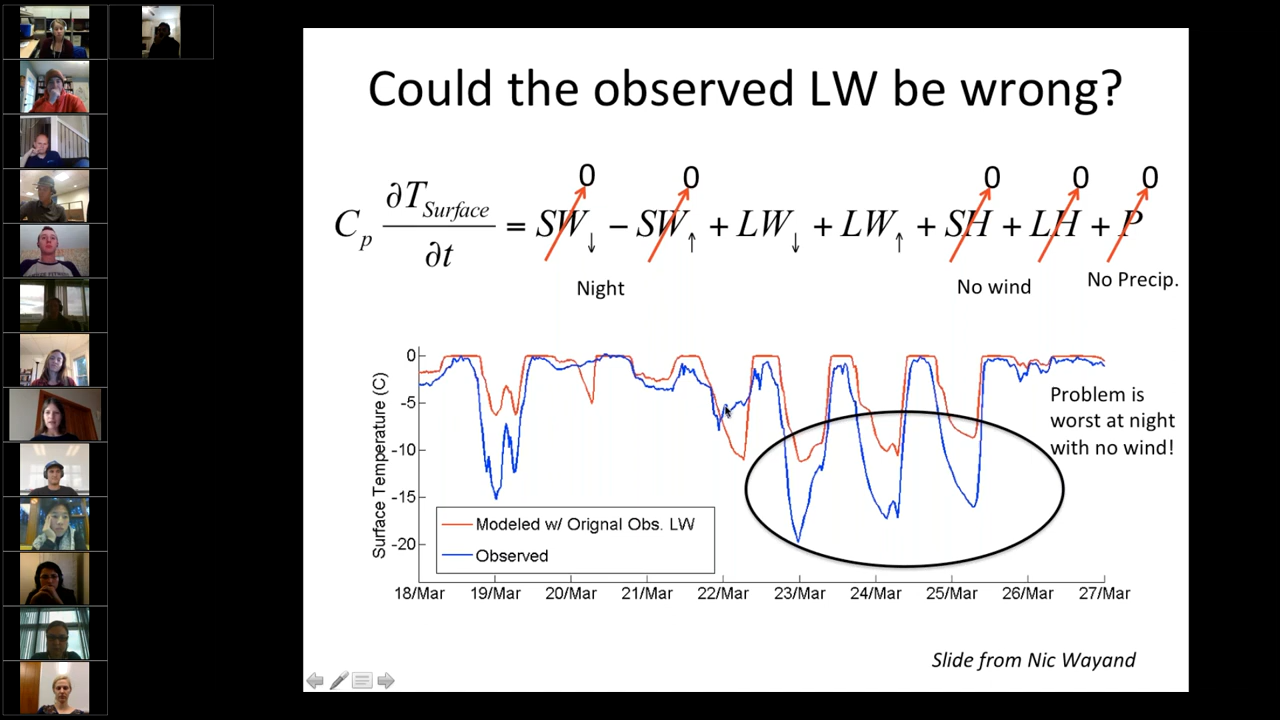 Could the observed LW be wrong?
0 0 0 0 0
C_p ∂T_Surface/∂t = SW↓ − SW↑ + LW↓ + LW↑ + SH + LH + P
Night
No wind
No Precip.
Surface Temperature (C)
0
-5
-10
-15
-20
Modeled w/ Orignal Obs. LW
Observed
18/Mar 19/Mar 20/Mar 21/Mar 22/Mar 23/Mar 24/Mar 25/Mar 26/Mar 27/Mar
Problem is
worst at night
with no wind!
Slide from Nic Wayand